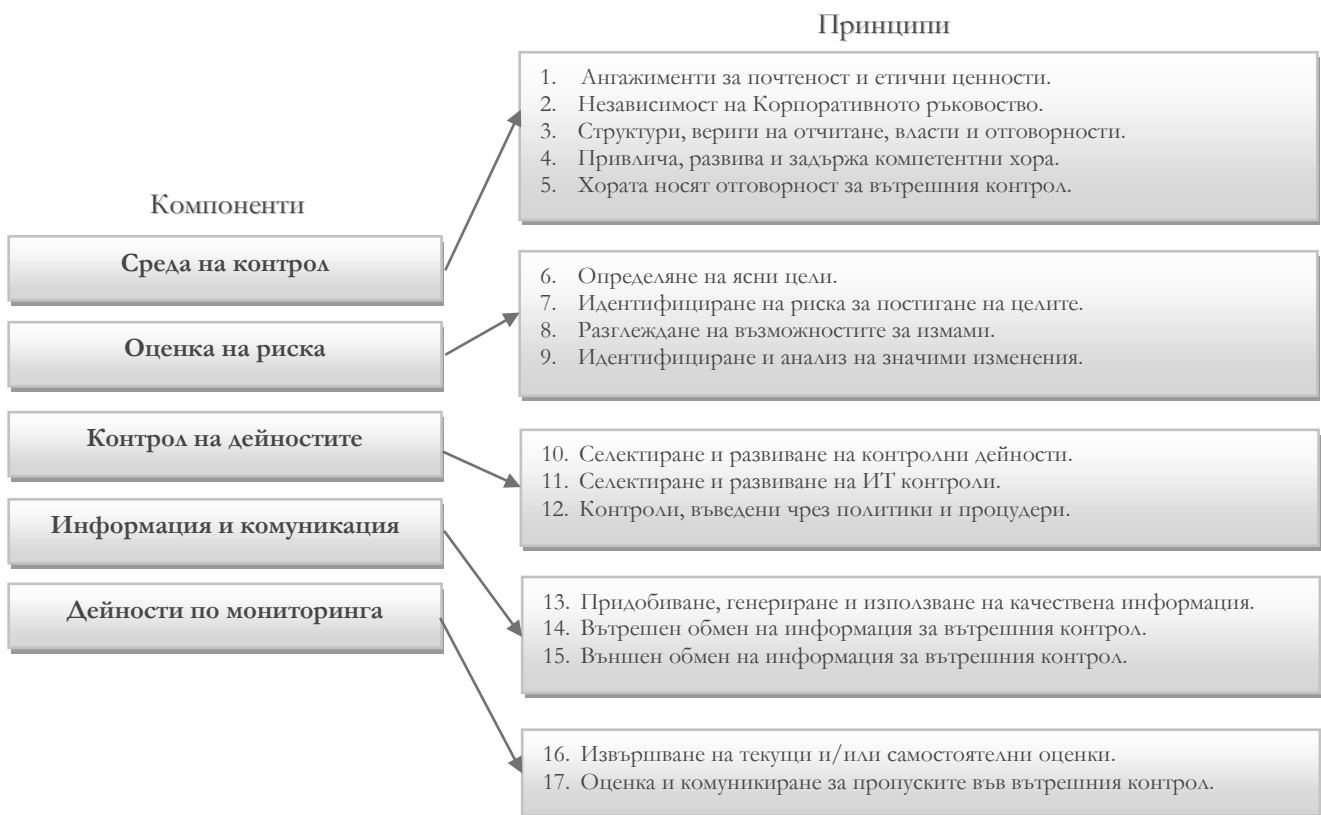 Принципи
1. Ангажименти за почтеност и етични ценности.
2. Независимост на Корпоративното ръковоство.
3. Структури, вериги на отчитане, власти и отговорности.
4. Привлича, развива и задържа компетентни хора.
5. Хората носят отговорност за вътрешния контрол.
Компоненти
Среда на контрол
6. Определяне на ясни цели.
7. Идентифициране на риска за постигане на целите.
8. Разглеждане на възможностите за измами.
9. Идентифициране и анализ на значими изменения.
Оценка на риска
Контрол на дейностите
10. Селектиране и развиване на контролни дейности.
11. Селектиране и развиване на ИТ контроли.
12. Контроли, въведени чрез политики и процудери.
Информация и комуникация
Дейности по мониторинга
13. Придобиване, генериране и използване на качествена информация.
14. Вътрешен обмен на информация за вътрешния контрол.
15. Външен обмен на информация за вътрешния контрол.
16. Извършване на текущи и/или самостоятелни оценки.
17. Оценка и комуникиране за пропуските във вътрешния контрол.